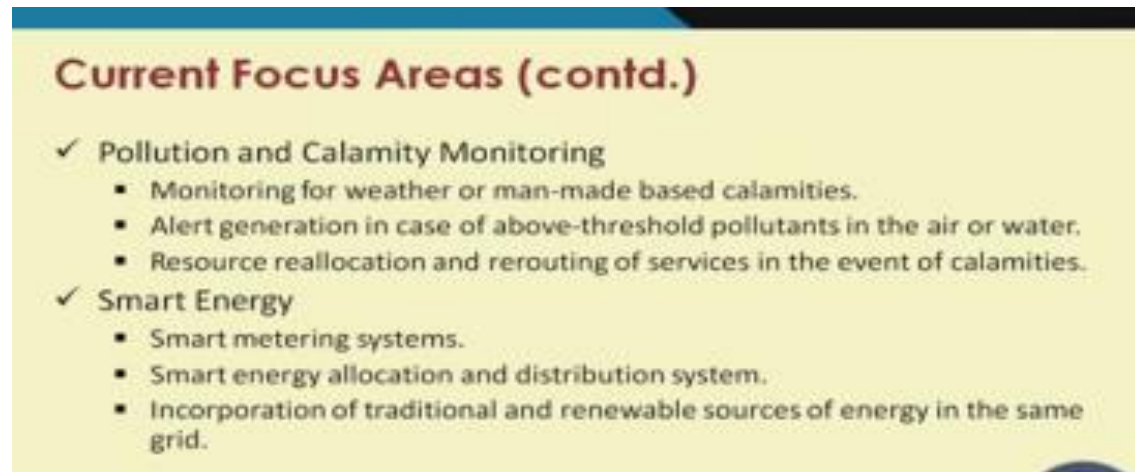 Current Focus Areas (contd.)
✓ Pollution and Calamity Monitoring
▪ Monitoring for weather or man-made based calamities.
▪ Alert generation in case of above-threshold pollutants in the air or water.
▪ Resource reallocation and rerouting of services in the event of calamities.
✓ Smart Energy
▪ Smart metering systems.
▪ Smart energy allocation and distribution system.
▪ Incorporation of traditional and renewable sources of energy in the same
grid.